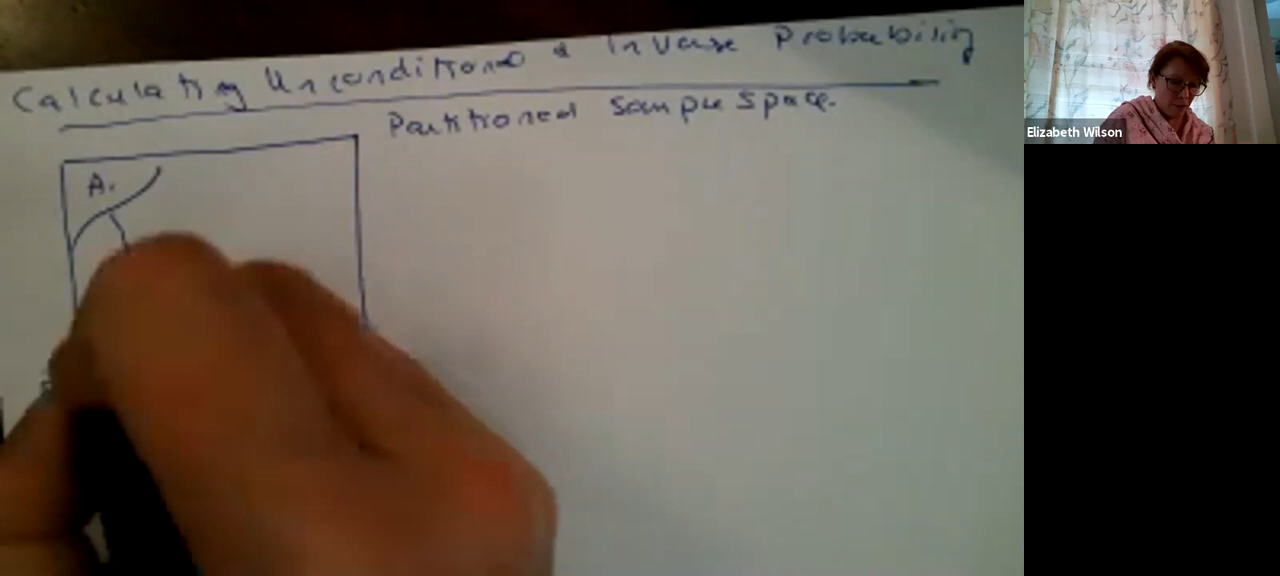 Calculating Unconditional & Inverse Probability
Partitioned Sample Space.
A.
Elizabeth Wilson